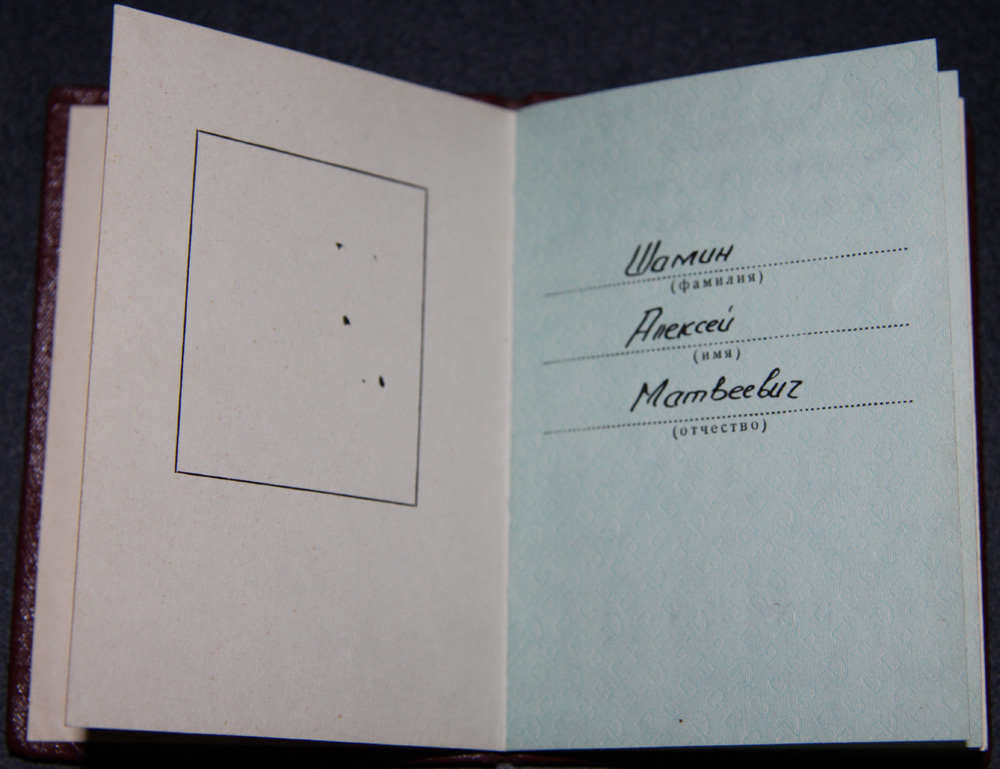 Шамин
(фамилия)
Алексей
(имя)
Матвеевич
(отчество)